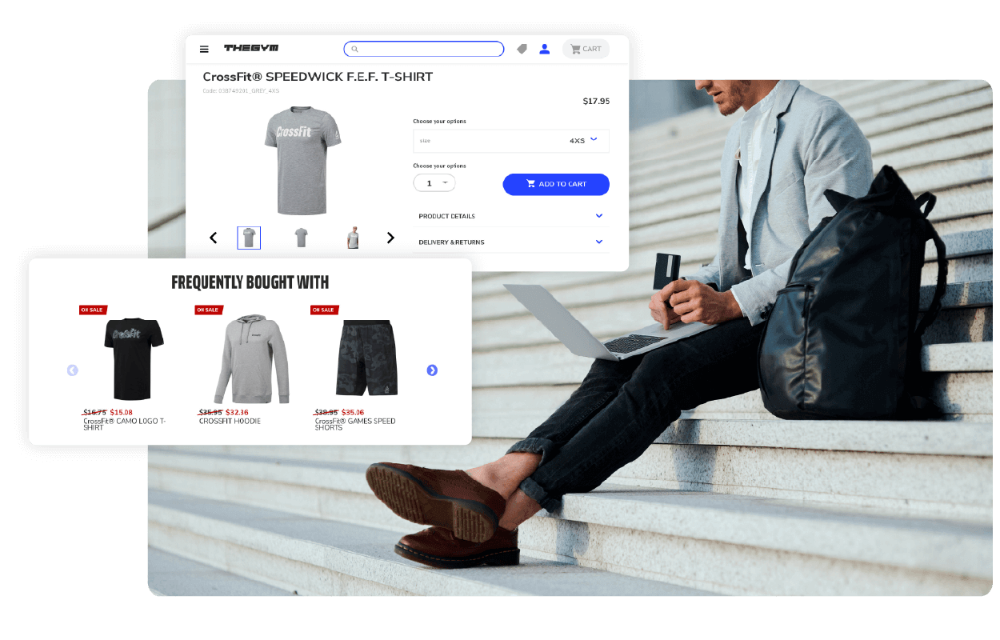 THEGYM
CART
CrossFit® SPEEDWICK F.E.F. T-SHIRT
Code: 038749201_GREY_4XS
$17.95
Choose your options
size 4XS
Choose your options
1
ADD TO CART
PRODUCT DETAILS
DELIVERY & RETURNS
CrossFit
FREQUENTLY BOUGHT WITH
ON SALE ON SALE ON SALE
CrossFit
$16.75 $15.08
CrossFit® CAMO LOGO T-
SHIRT
$35.95 $32.36
CROSSFIT HOODIE
$38.95 $35.06
CrossFit® GAMES SPEED
SHORTS